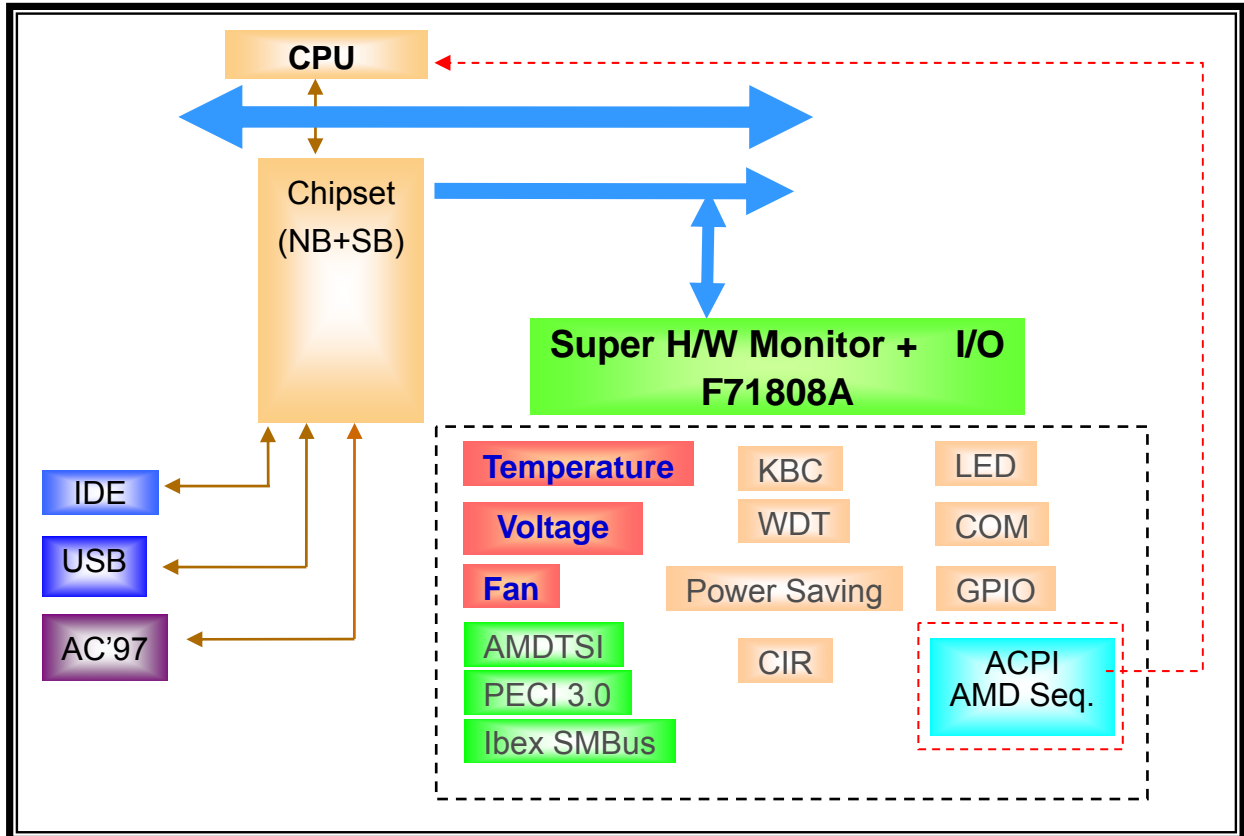 CPU
Chipset
(NB+SB)
Super H/W Monitor + I/O
F71808A
IDE
USB
AC’97
Temperature
Voltage
Fan
AMDTSI
PECI 3.0
Ibex SMBus
KBC
WDT
Power Saving
CIR
LED
COM
GPIO
ACPI
AMD Seq.